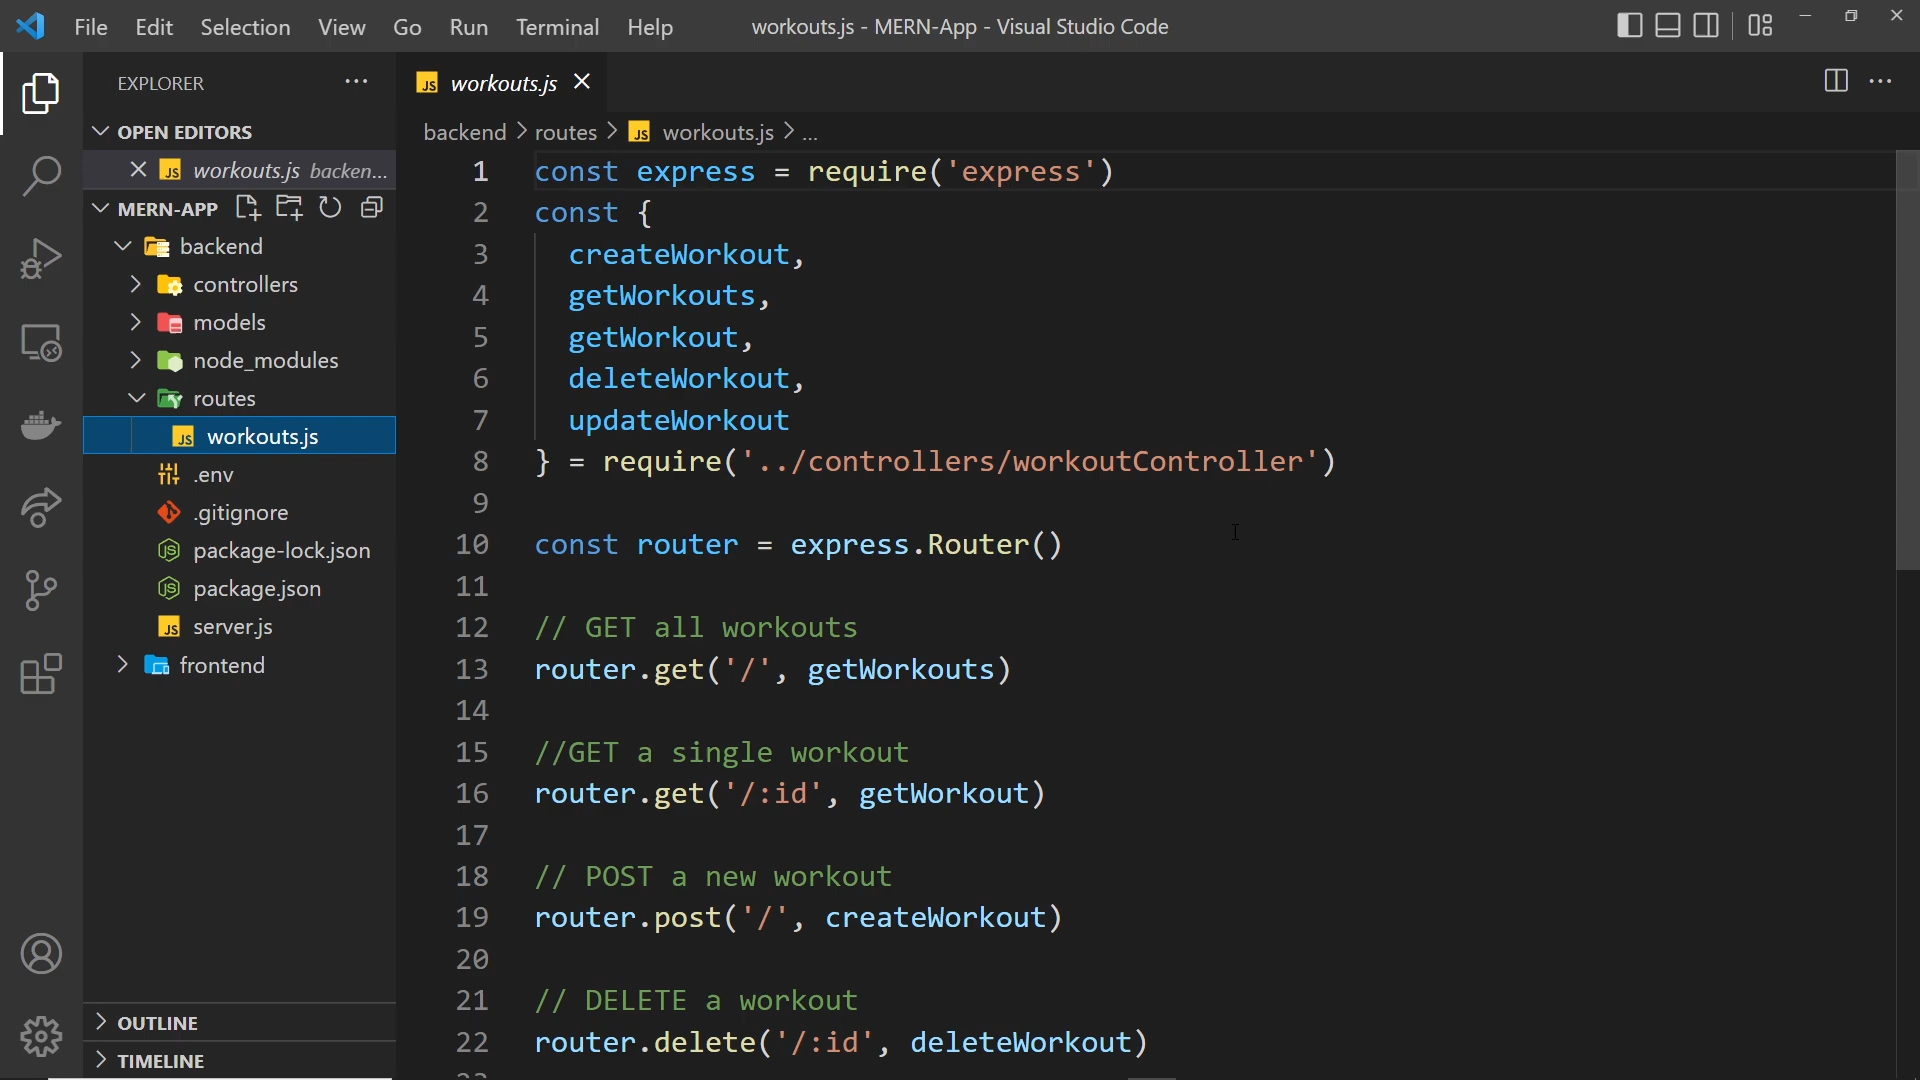 File Edit Selection View Go Run Terminal Help workouts.js - MERN-App - Visual Studio Code
EXPLORER
OPEN EDITORS
JS workouts.js backen...
MERN-APP
backend
controllers
models
node_modules
routes
JS workouts.js
.env
.gitignore
package-lock.json
package.json
JS server.js
frontend
OUTLINE
TIMELINE
JS workouts.js
backend > routes > JS workouts.js > ...
1 const express = require('express')
2 const {
3 createWorkout,
4 getWorkouts,
5 getWorkout,
6 deleteWorkout,
7 updateWorkout
8 } = require('../controllers/workoutController')
9
10 const router = express.Router()
11
12 // GET all workouts
13 router.get('/', getWorkouts)
14
15 //GET a single workout
16 router.get('/:id', getWorkout)
17
18 // POST a new workout
19 router.post('/', createWorkout)
20
21 // DELETE a workout
22 router.delete('/:id', deleteWorkout)